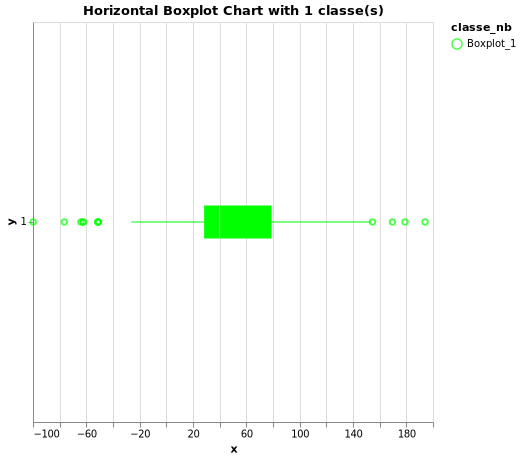 Horizontal Boxplot Chart with 1 classe(s)
classe_nb
Boxplot_1
y
1
−100 −60 −20 20 60 100 140 180
x